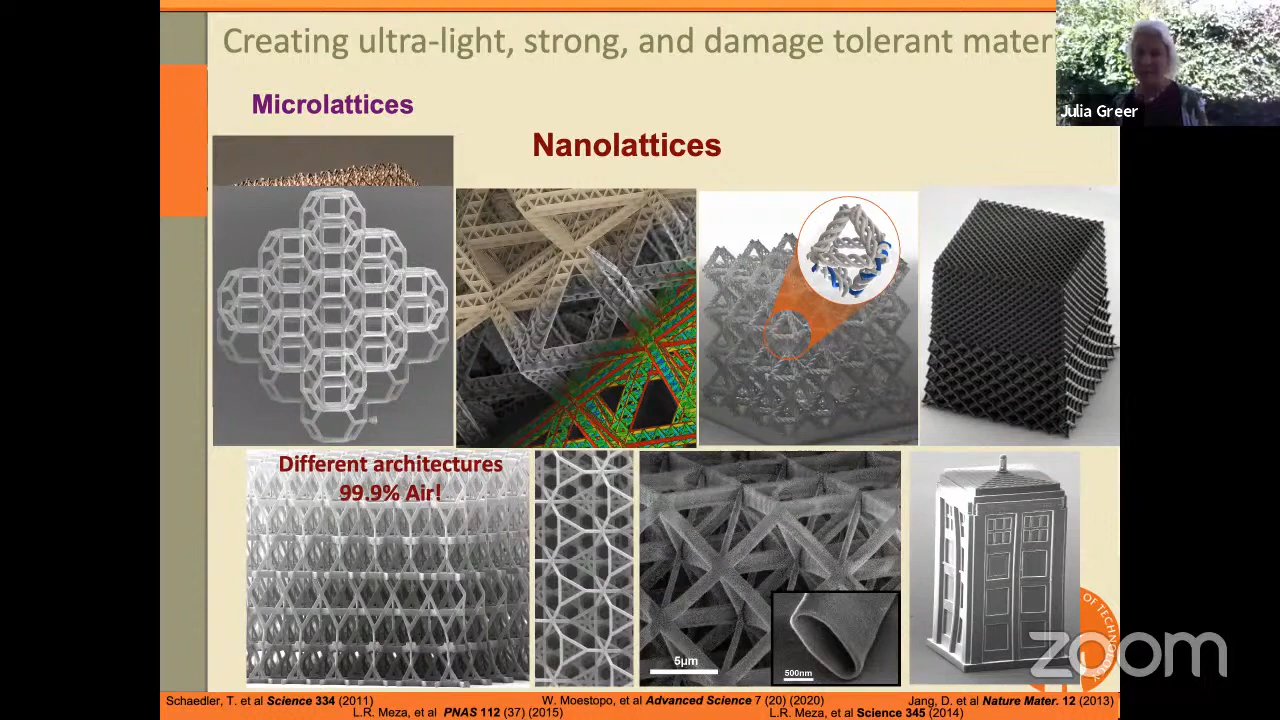 Creating ultra-light, strong, and damage tolerant mater
Julia Greer
Microlattices
Nanolattices
Different architectures
99.9% Air!
5µm
500nm
OF TECHNOLOGY
zoom
Schaedler, T. et al Science 334 (2011)
W. Moestopo, et al Advanced Science 7 (20) (2020)
Jang, D. et al Nature Mater. 12 (2013)
L.R. Meza, et al PNAS 112 (37) (2015)
L.R. Meza, et al Science 345 (2014)